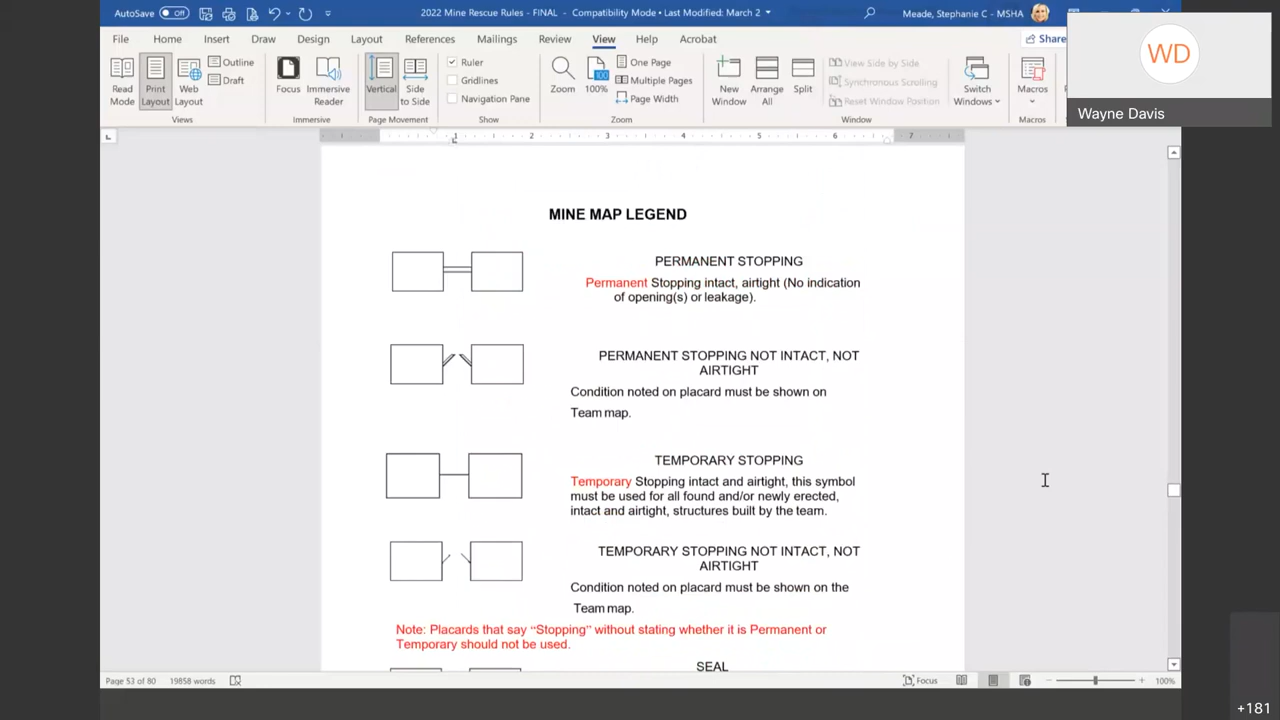 AutoSave Off 2022 Mine Rescue Rules - FINAL - Compatibility Mode • Last Modified: March 2 Meade, Stephanie C - MSHA
File Home Insert Draw Design Layout References Mailings Review View Help Acrobat Share
WD
Wayne Davis
Read Mode
Print Layout
Web Layout
Outline
Draft
Views
Focus
Immersive Reader
Immersive
Vertical
Side to Side
Page Movement
Ruler
Gridlines
Navigation Pane
Show
Zoom
100
100%
One Page
Multiple Pages
Page Width
Zoom
New Window
Arrange All
Split
View Side by Side
Synchronous Scrolling
Reset Window Position
Window
Switch Windows
Macros
Macros
1 2 3 4 5 6 7
MINE MAP LEGEND
PERMANENT STOPPING
Permanent Stopping intact, airtight (No indication
of opening(s) or leakage).
PERMANENT STOPPING NOT INTACT, NOT
AIRTIGHT
Condition noted on placard must be shown on
Team map.
TEMPORARY STOPPING
Temporary Stopping intact and airtight, this symbol
must be used for all found and/or newly erected,
intact and airtight, structures built by the team.
TEMPORARY STOPPING NOT INTACT, NOT
AIRTIGHT
Condition noted on placard must be shown on the
Team map.
Note: Placards that say “Stopping” without stating whether it is Permanent or
Temporary should not be used.
SEAL
Page 53 of 80 19858 words Focus 100%
+181